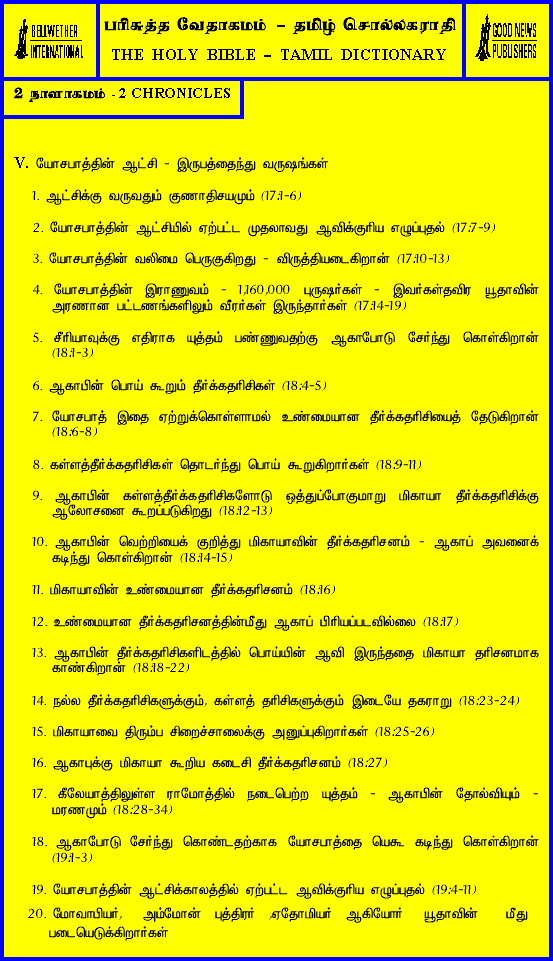 BELLWETHER
INTERNATIONAL
பரிசுத்த வேதாகமம் – தமிழ் சொல்லகராதி
THE HOLY BIBLE – TAMIL DICTIONARY
GOOD NEWS
PUBLISHERS
2 நாளாகமம் - 2 CHRONICLES
V. யோசபாத்தின் ஆட்சி - இருபத்தைந்து வருஷங்கள்
1. ஆட்சிக்கு வருவதும் குணாதிசயமும் (17:1-6)
2. யோசபாத்தின் ஆட்சியில் ஏற்பட்ட முதலாவது ஆவிக்குரிய எழுப்புதல் (17:7-9)
3. யோசபாத்தின் வலிமை பெருகுகிறது - விருத்தியடைகிறான் (17:10-13)
4. யோசபாத்தின் இராணுவம் - 1,160,000 புருஷர்கள் - இவர்கள்தவிர யூதாவின்
அரணான பட்டணங்களிலும் வீரர்கள் இருந்தார்கள் (17:14-19)
5. சீரியாவுக்கு எதிராக யுத்தம் பண்ணுவதற்கு ஆகாபோடு சேர்ந்து கொள்கிறான்
(18:1-3)
6. ஆகாபின் பொய் கூறும் தீர்க்கதரிசிகள் (18:4-5)
7. யோசபாத் இதை ஏற்றுக்கொள்ளாமல் உண்மையான தீர்க்கதரிசியைத் தேடுகிறான்
(18:6-8)
8. கள்ளத்தீர்க்கதரிசிகள் தொடர்ந்து பொய் கூறுகிறார்கள் (18:9-11)
9. ஆகாபின் கள்ளத்தீர்க்கதரிசிகளோடு ஒத்துப்போகுமாறு மிகாயா தீர்க்கதரிசிக்கு
ஆலோசனை கூறப்படுகிறது (18:12-13)
10. ஆகாபின் வெற்றியைக் குறித்து மிகாயாவின் தீர்க்கதரிசனம் - ஆகாப் அவனைக்
கடிந்து கொள்கிறான் (18:14-15)
11. மிகாயாவின் உண்மையான தீர்க்கதரிசனம் (18:16)
12. உண்மையான தீர்க்கதரிசனத்தின்மீது ஆகாப் பிரியப்படவில்லை (18:17)
13. ஆகாபின் தீர்க்கதரிசிகளிடத்தில் பொய்யின் ஆவி இருந்ததை மிகாயா தரிசனமாக
காண்கிறான் (18:18-22)
14. நல்ல தீர்க்கதரிசிகளுக்கும், கள்ளத் தரிசிகளுக்கும் இடையே தகராறு (18:23-24)
15. மிகாயாவை திரும்ப சிறைச்சாலைக்கு அனுப்புகிறார்கள் (18:25-26)
16. ஆகாபுக்கு மிகாயா கூறிய கடைசி தீர்க்கதரிசனம் (18:27)
17. கீலேயாத்திலுள்ள ராமோத்தில் நடைபெற்ற யுத்தம் - ஆகாபின் தோல்வியும் -
மரணமும் (18:28-34)
18. ஆகாபோடு சேர்ந்து கொண்டதற்காக யோசபாத்தை யெகூ கடிந்து கொள்கிறான்
(19:1-3)
19. யோசபாத்தின் ஆட்சிக்காலத்தில் ஏற்பட்ட ஆவிக்குரிய எழுப்புதல் (19:4-11)
20. மோவாபியர், அம்மோன் புத்திரர் ,ஏதோமியர் ஆகியோர் யூதாவின் மீது
படையெடுக்கிறார்கள்